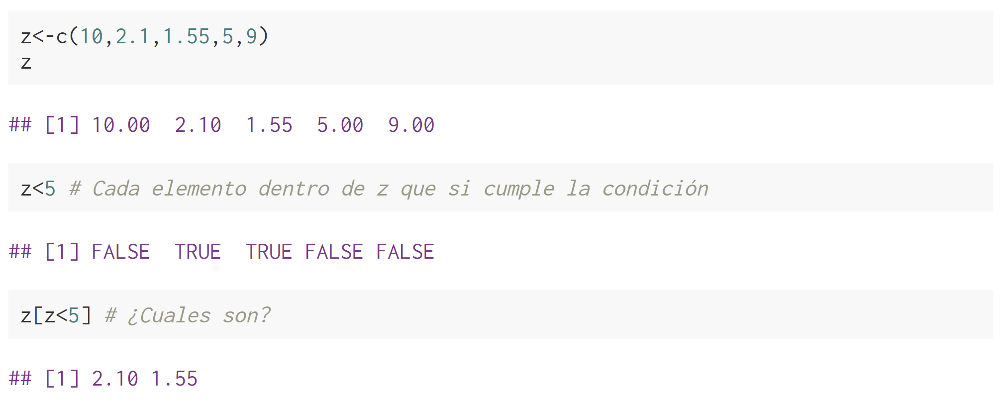 z<-c(10,2.1,1.55,5,9)
z
## [1] 10.00  2.10  1.55  5.00  9.00
z<5 # Cada elemento dentro de z que si cumple la condición
## [1] FALSE  TRUE  TRUE FALSE FALSE
z[z<5] # ¿Cuales son?
## [1] 2.10 1.55